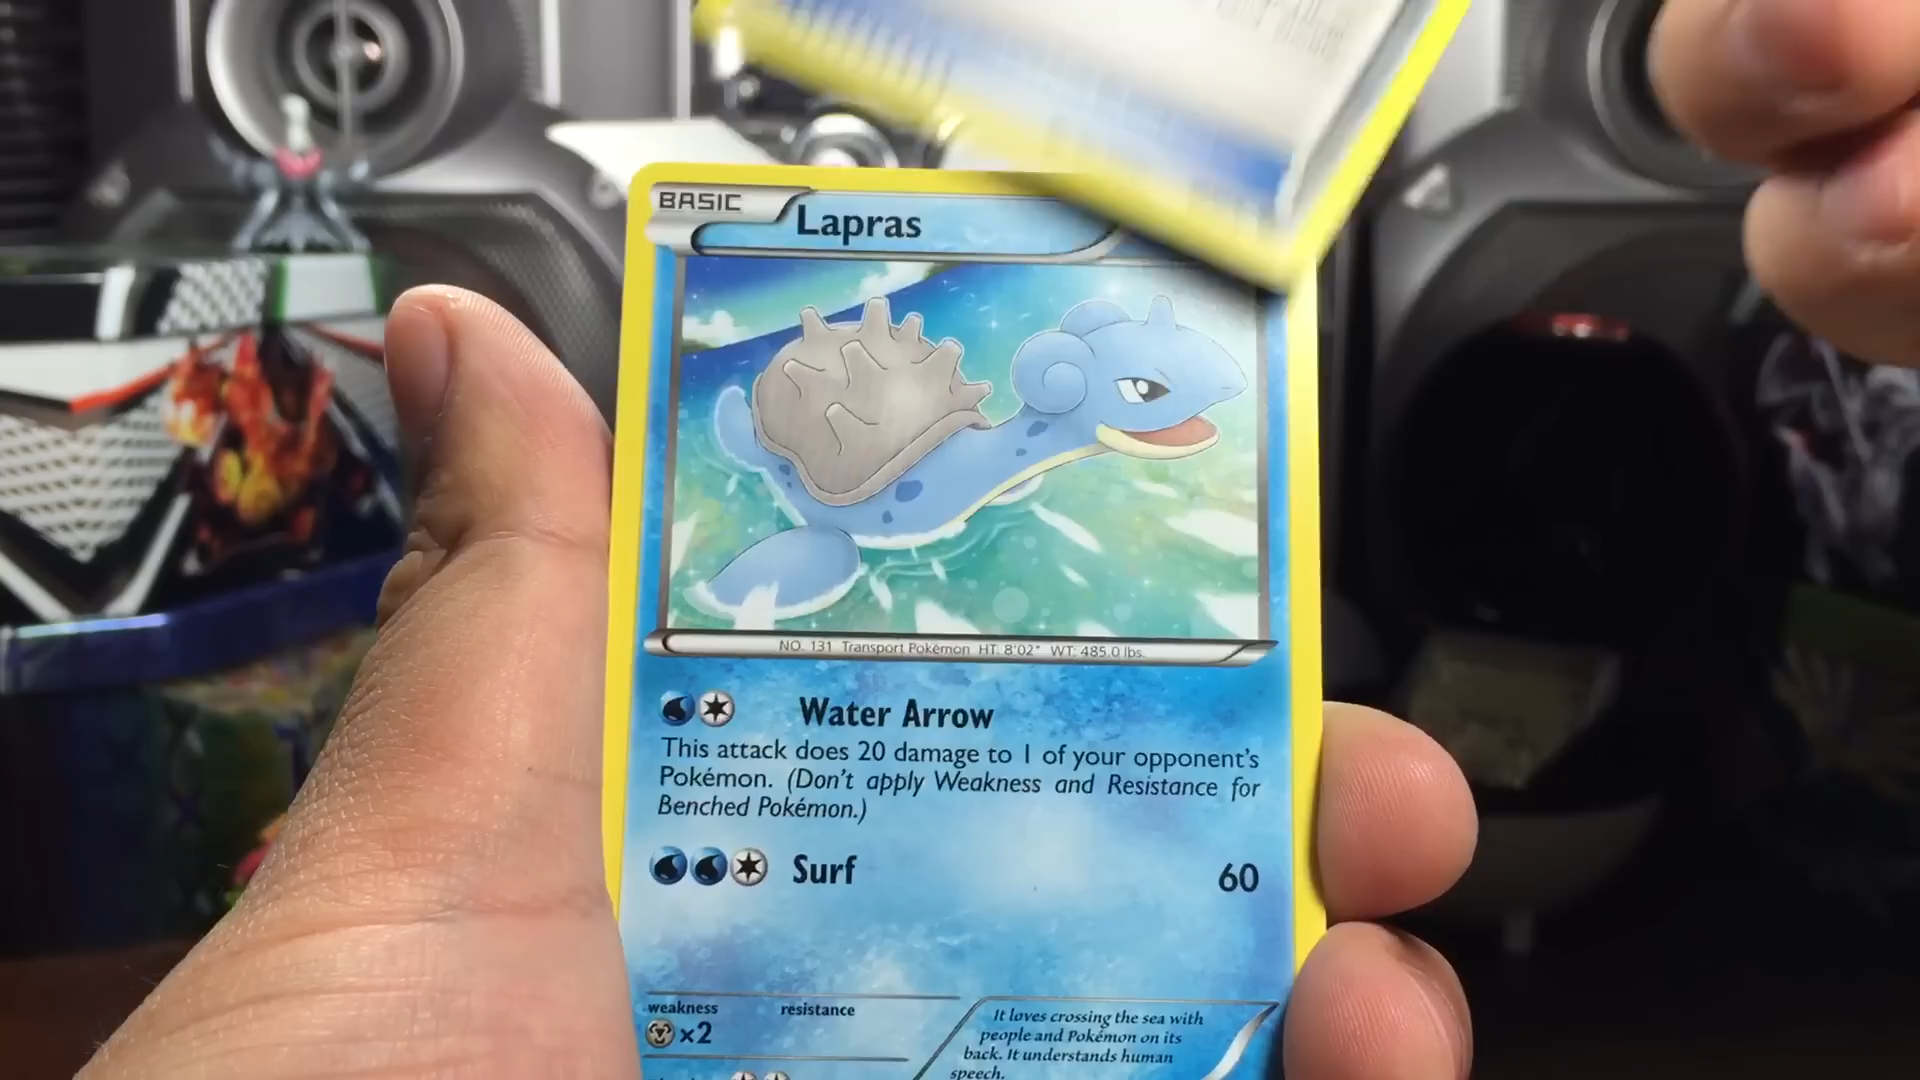 BASIC
Lapras
NO. 131 Transport Pokémon HT. 8'02" WT: 485.0 lbs.
Water Arrow
This attack does 20 damage to 1 of your opponent's
Pokémon. (Don't apply Weakness and Resistance for
Benched Pokémon.)
Surf 60
weakness resistance
×2
It loves crossing the sea with
people and Pokémon on its
back. It understands human
speech.